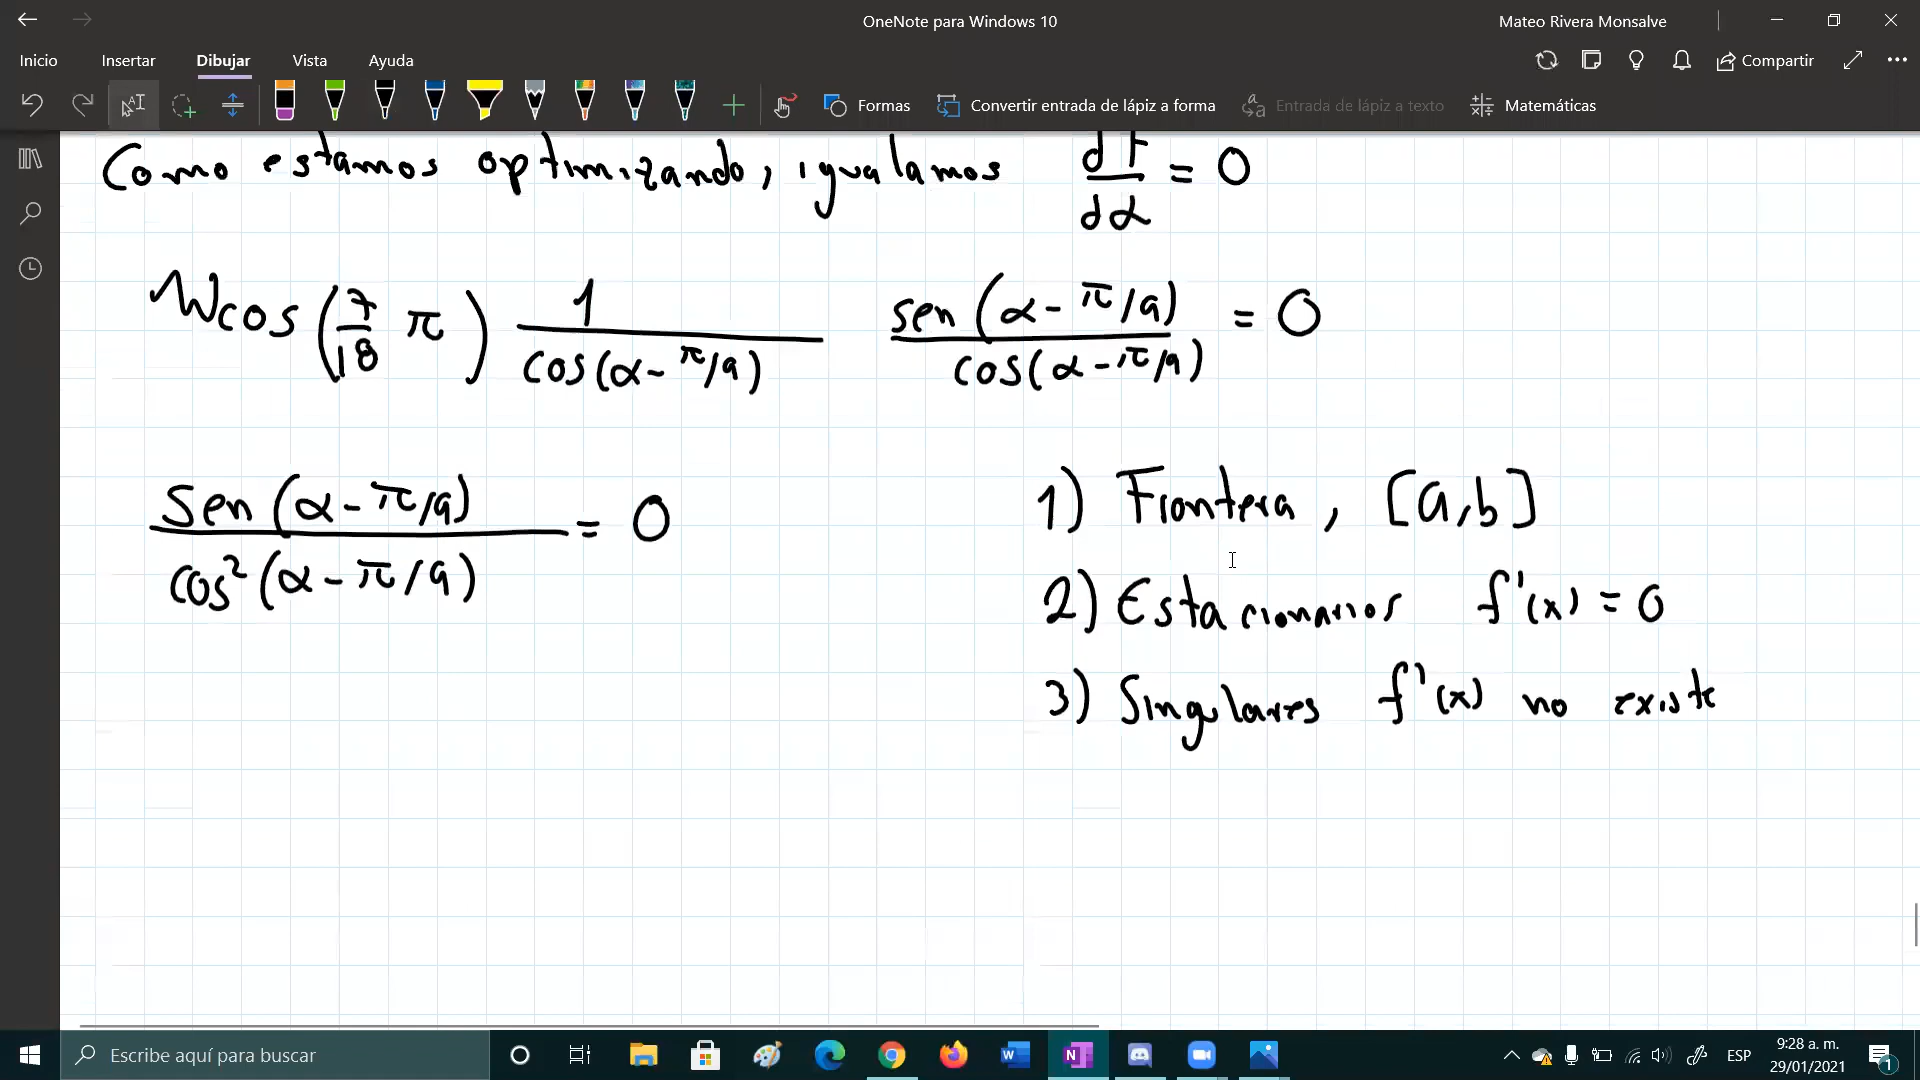 OneNote para Windows 10
Mateo Rivera Monsalve
Inicio Insertar Dibujar Vista Ayuda
Compartir
Formas Convertir entrada de lápiz a forma Entrada de lápiz a texto Matemáticas
Como estamos optimizando, igualamos dF/dα = 0
Wcos(7/18 π) 1/cos(α-π/9) sen(α-π/9)/cos(α-π/9) = 0
sen(α-π/9)/cos²(α-π/9) = 0
1) Frontera, [a,b]
2) Estacionarios f'(x) = 0
3) Singulares f'(x) no existe
Escribe aquí para buscar
ESP
9:28 a. m.
29/01/2021
1